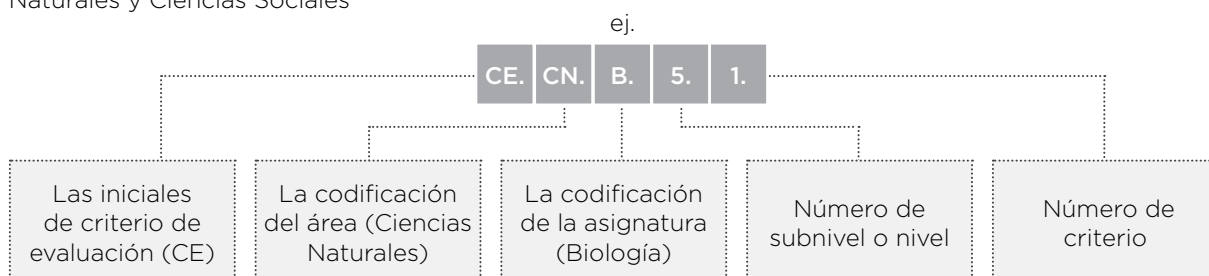 Naturales y Ciencias Sociales
ej.
CE. CN. B. 5. 1.
Las iniciales
de criterio de
evaluación (CE)
La codificación
del área (Ciencias
Naturales)
La codificación
de la asignatura
(Biología)
Número de
subnivel o nivel
Número de
criterio